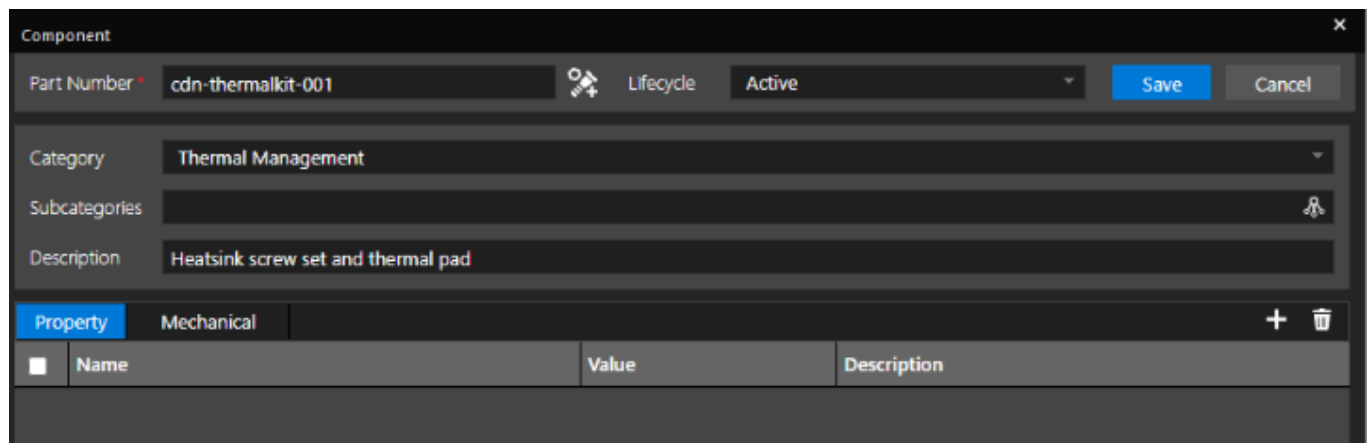 Component
Part Number * cdn-thermalkit-001 Lifecycle Active Save Cancel
Category Thermal Management
Subcategories
Description Heatsink screw set and thermal pad
Property Mechanical
Name Value Description